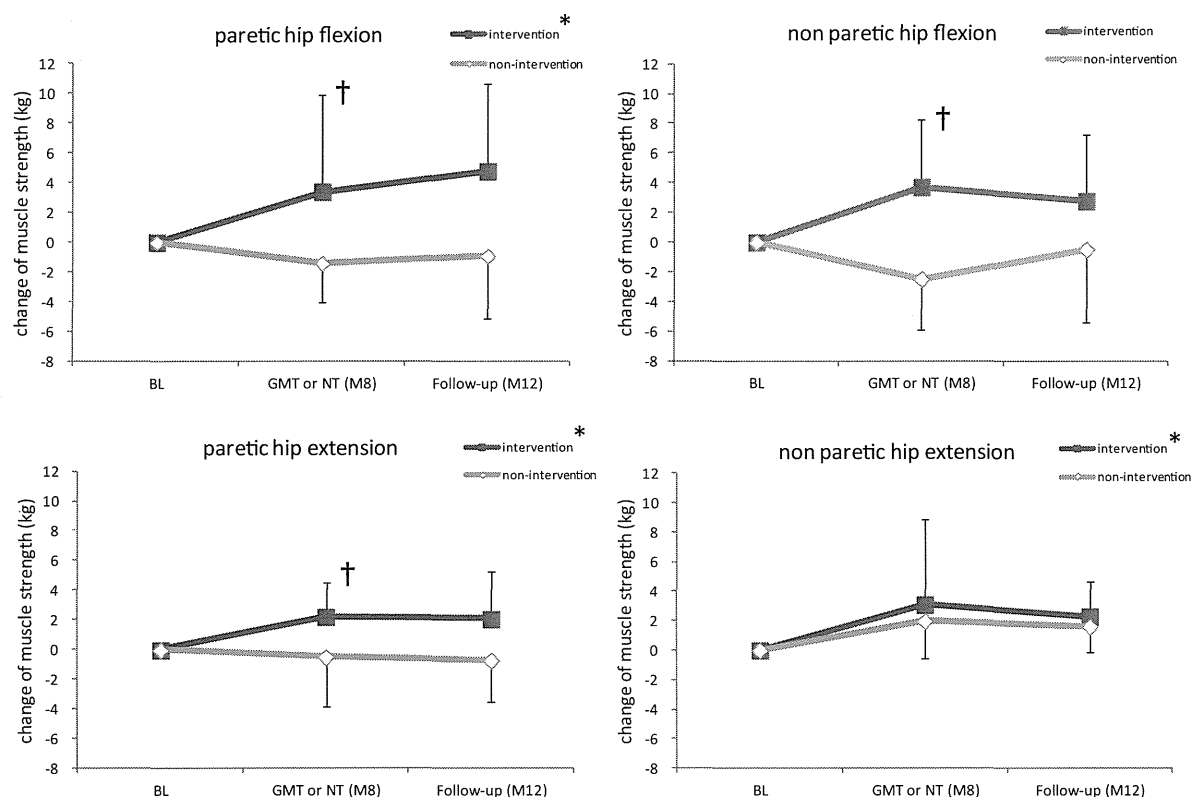 paretic hip flexion
intervention*
non-intervention
change of muscle strength (kg)
12
10
8
6
4
2
0
-2
-4
-6
-8
†
BL
GMT or NT (M8)
Follow-up (M12)
non paretic hip flexion
intervention
non-intervention
change of muscle strength (kg)
12
10
8
6
4
2
0
-2
-4
-6
-8
†
BL
GMT or NT (M8)
Follow-up (M12)
paretic hip extension
intervention*
non-intervention
change of muscle strength (kg)
12
10
8
6
4
2
0
-2
-4
-6
-8
†
BL
GMT or NT (M8)
Follow-up (M12)
non paretic hip extension
intervention*
non-intervention
change of muscle strength (kg)
12
10
8
6
4
2
0
-2
-4
-6
-8
BL
GMT or NT (M8)
Follow-up (M12)